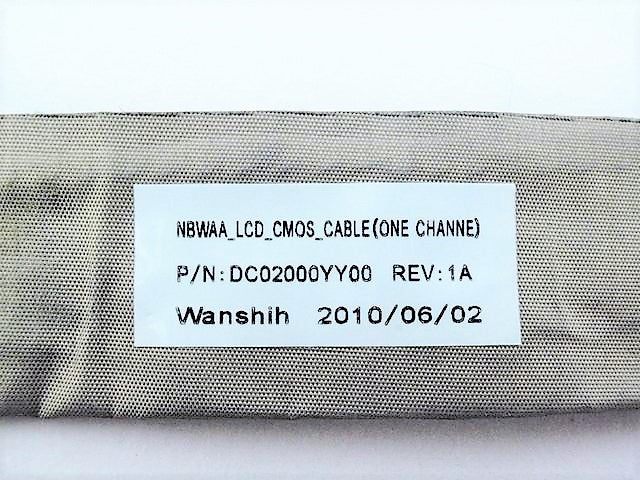 NBWAA_LCD_CMOS_CABLE(ONE CHANNE)
P/N:DC02000YY00 REV:1A
Wanshih 2010/06/02